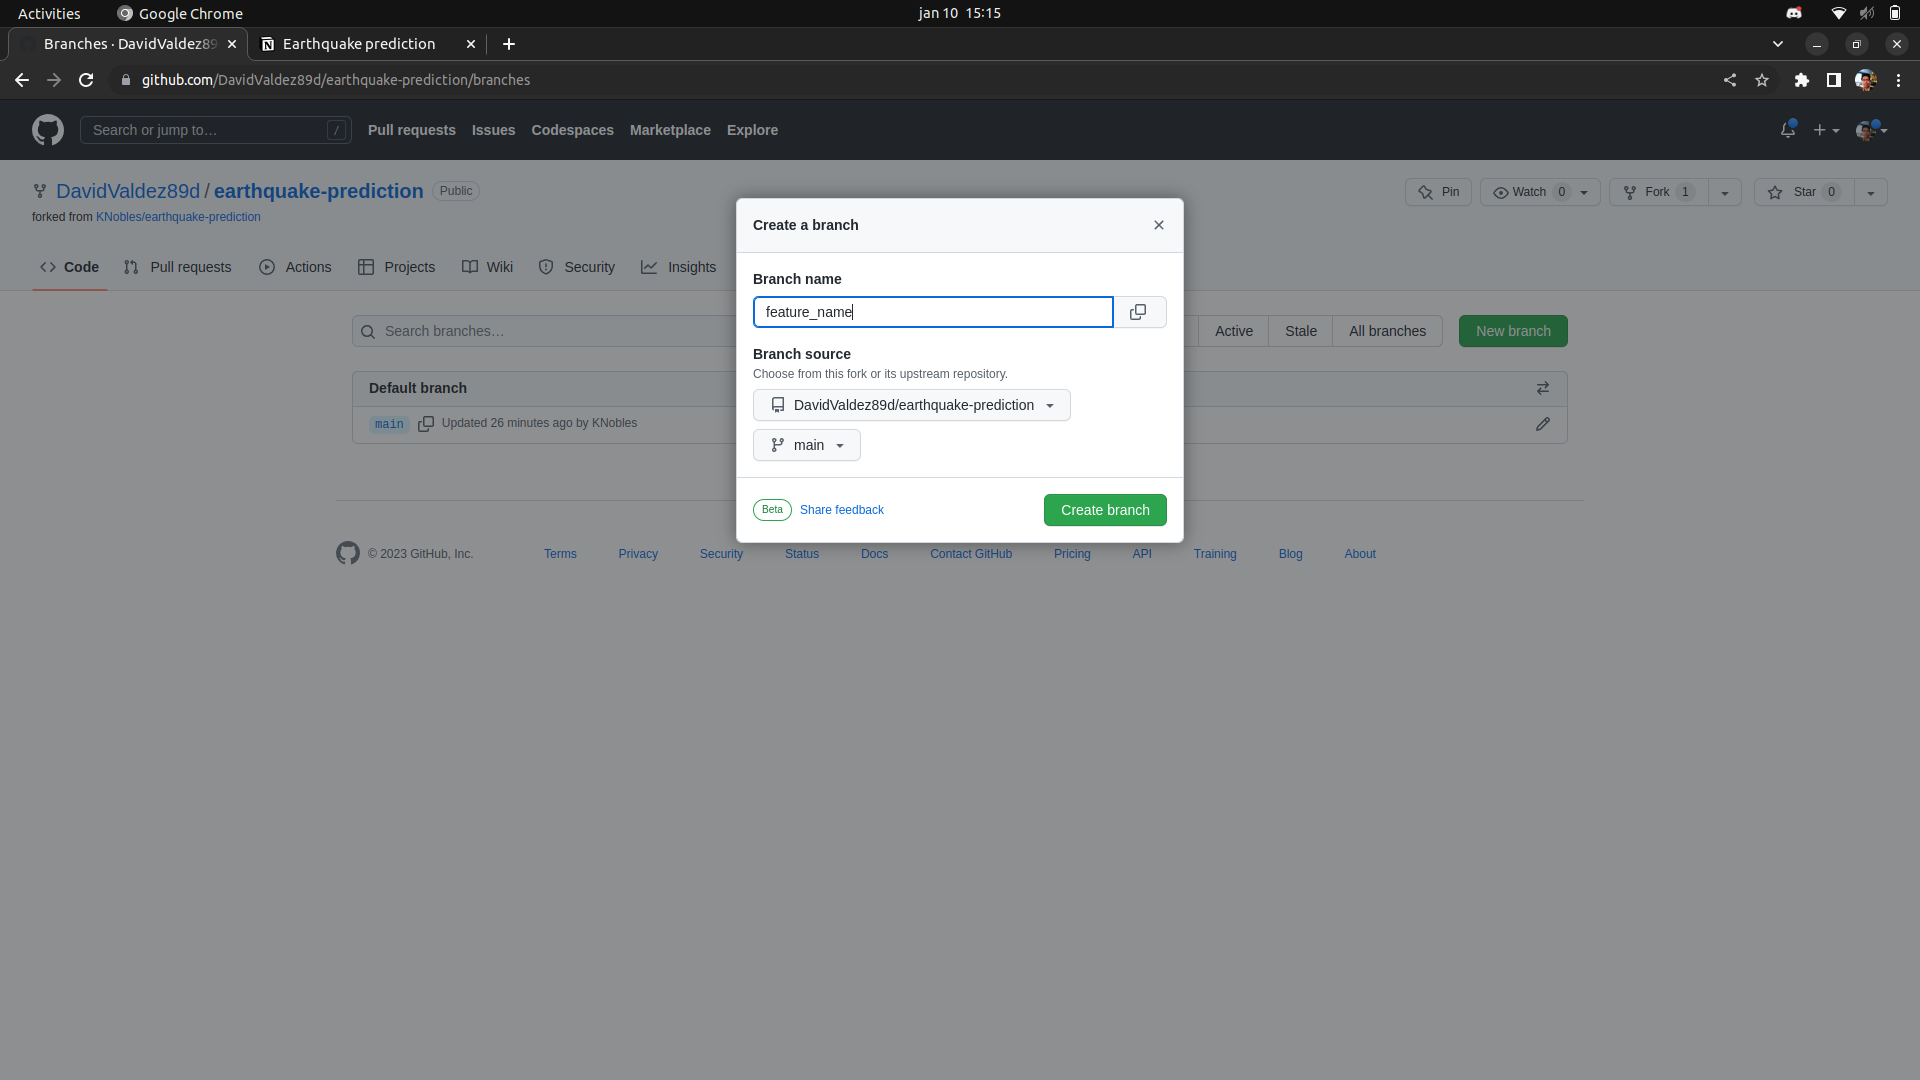 Activities
Google Chrome
jan 10 15:15
Branches · DavidValdez89
Earthquake prediction
github.com/DavidValdez89d/earthquake-prediction/branches
Search or jump to…
/
Pull requests
Issues
Codespaces
Marketplace
Explore
DavidValdez89d / earthquake-prediction
Public
Pin
Watch 0
Fork 1
Star 0
forked from KNobles/earthquake-prediction
Code
Pull requests
Actions
Projects
Wiki
Security
Insights
Create a branch
Branch name
feature_name
Branch source
Choose from this fork or its upstream repository.
DavidValdez89d/earthquake-prediction
main
Beta
Share feedback
Create branch
Search branches…
Active
Stale
All branches
New branch
Default branch
main
Updated 26 minutes ago by KNobles
© 2023 GitHub, Inc.
Terms
Privacy
Security
Status
Docs
Contact GitHub
Pricing
API
Training
Blog
About